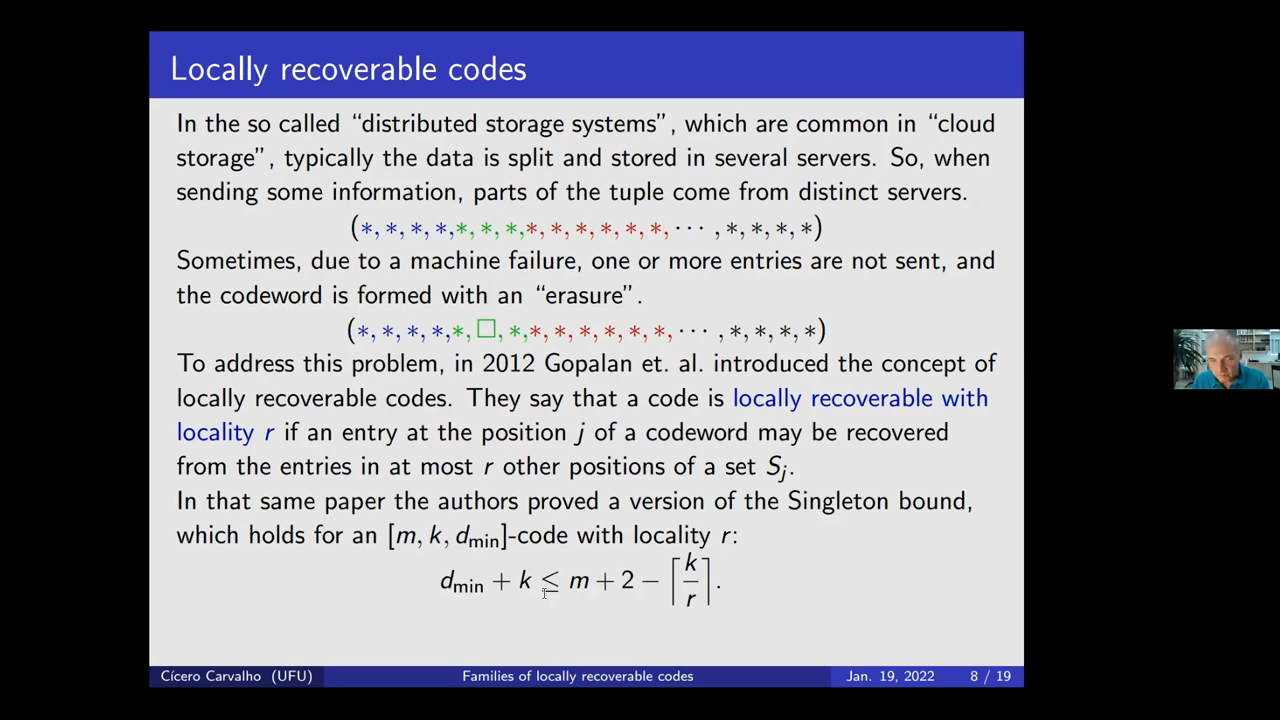 Locally recoverable codes
In the so called “distributed storage systems”, which are common in “cloud
storage”, typically the data is split and stored in several servers. So, when
sending some information, parts of the tuple come from distinct servers.
(∗, ∗, ∗, ∗,∗, ∗, ∗,∗, ∗, ∗, ∗, ∗, ∗, ⋯ , ∗, ∗, ∗, ∗)
Sometimes, due to a machine failure, one or more entries are not sent, and
the codeword is formed with an “erasure”.
(∗, ∗, ∗, ∗,∗, □, ∗,∗, ∗, ∗, ∗, ∗, ∗, ⋯ , ∗, ∗, ∗, ∗)
To address this problem, in 2012 Gopalan et. al. introduced the concept of
locally recoverable codes. They say that a code is locally recoverable with
locality r if an entry at the position j of a codeword may be recovered
from the entries in at most r other positions of a set S_j.
In that same paper the authors proved a version of the Singleton bound,
which holds for an [m, k, d_min]-code with locality r:
d_min + k ≤ m + 2 − ⌈k/r⌉.
Cícero Carvalho (UFU) Families of locally recoverable codes Jan. 19, 2022 8 / 19